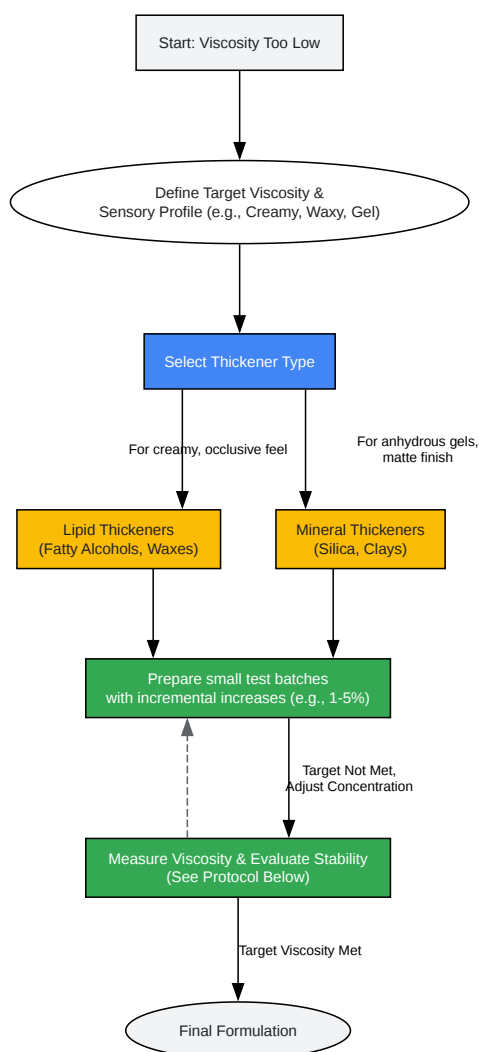 Start: Viscosity Too Low
Define Target Viscosity &
Sensory Profile (e.g., Creamy, Waxy, Gel)
Select Thickener Type
For creamy, occlusive feel
For anhydrous gels,
matte finish
Lipid Thickeners
(Fatty Alcohols, Waxes)
Mineral Thickeners
(Silica, Clays)
Prepare small test batches
with incremental increases (e.g., 1-5%)
Target Not Met,
Adjust Concentration
Measure Viscosity & Evaluate Stability
(See Protocol Below)
Target Viscosity Met
Final Formulation